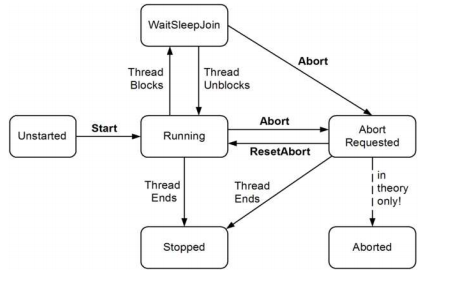 WaitSleepJoin
Abort
Thread
Blocks
Thread
Unblocks
Unstarted
Start
Running
Abort
ResetAbort
Abort
Requested
Thread
Ends
Thread
Ends
in
theory
only!
Stopped
Aborted